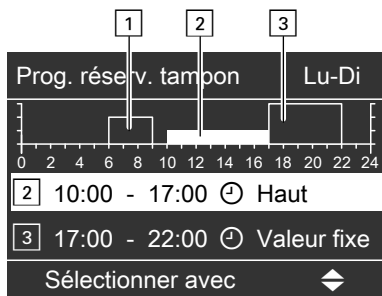 1 2 3
Prog. réserv. tampon Lu-Di
0 2 4 6 8 10 12 14 16 18 20 22 24
2 10:00 - 17:00 Haut
3 17:00 - 22:00 Valeur fixe
Sélectionner avec